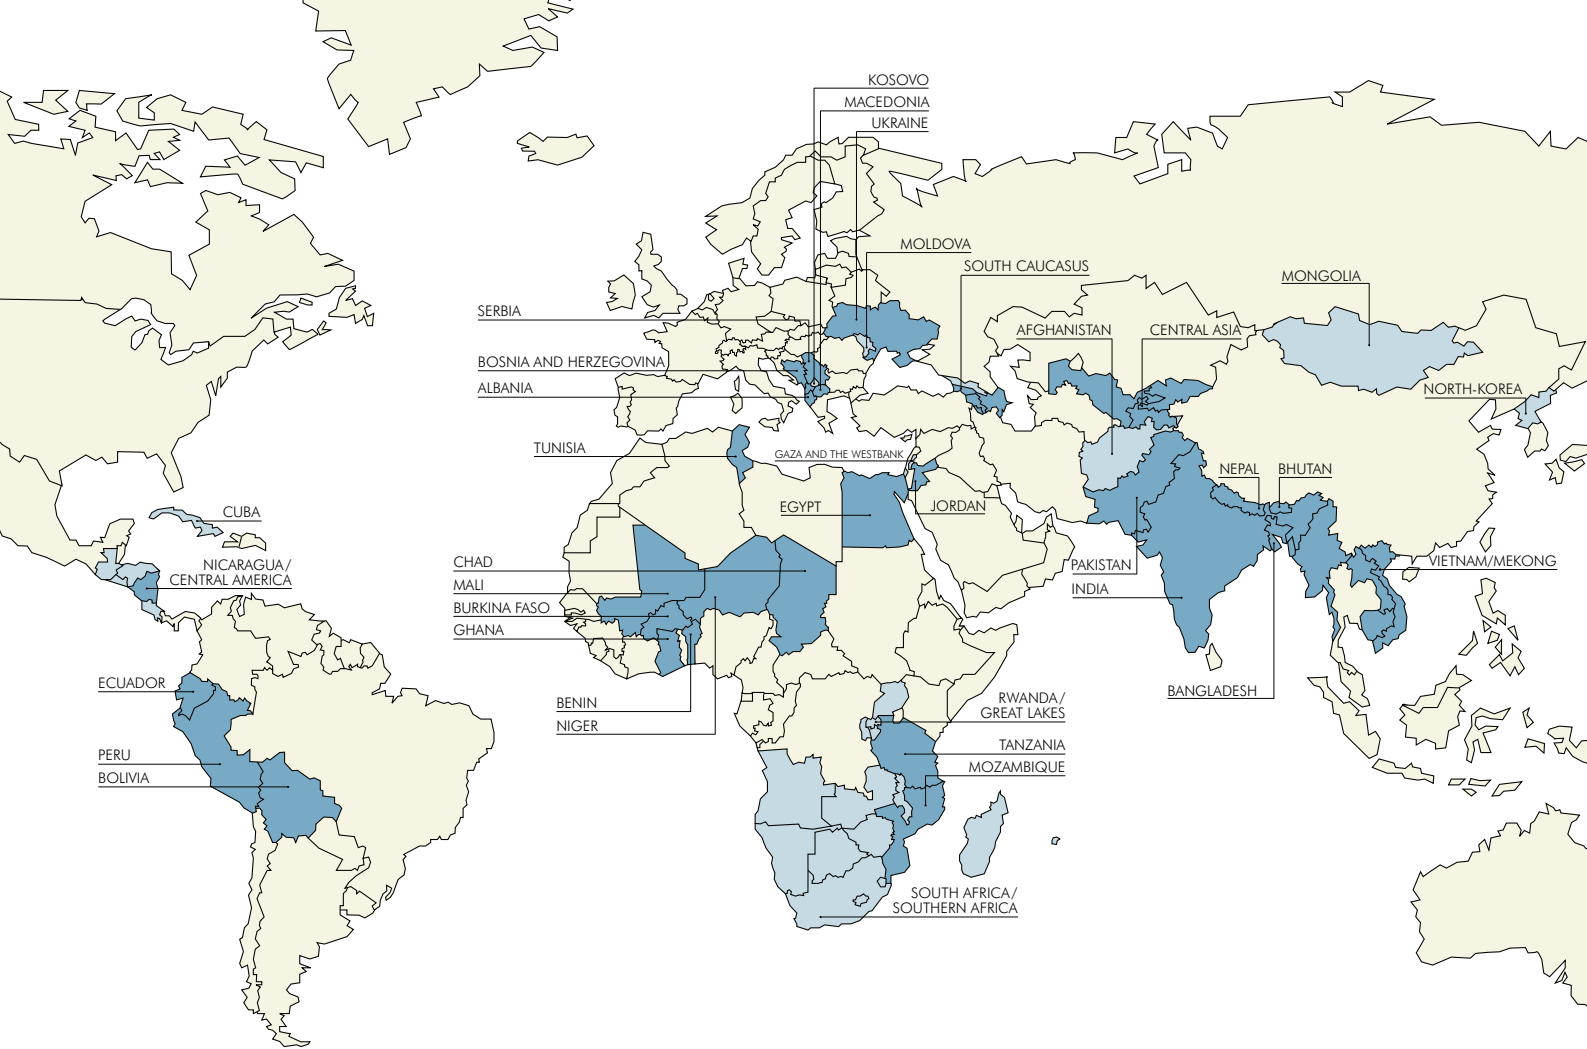 KOSOVO
MACEDONIA
UKRAINE
MOLDOVA
SOUTH CAUCASUS
MONGOLIA
SERBIA
AFGHANISTAN
CENTRAL ASIA
BOSNIA AND HERZEGOVINA
ALBANIA
NORTH-KOREA
TUNISIA
GAZA AND THE WESTBANK
NEPAL
BHUTAN
EGYPT
JORDAN
CUBA
NICARAGUA/
CENTRAL AMERICA
CHAD
MALI
BURKINA FASO
GHANA
PAKISTAN
INDIA
VIETNAM/MEKONG
ECUADOR
BENIN
NIGER
RWANDA/
GREAT LAKES
BANGLADESH
PERU
BOLIVIA
TANZANIA
MOZAMBIQUE
SOUTH AFRICA/
SOUTHERN AFRICA